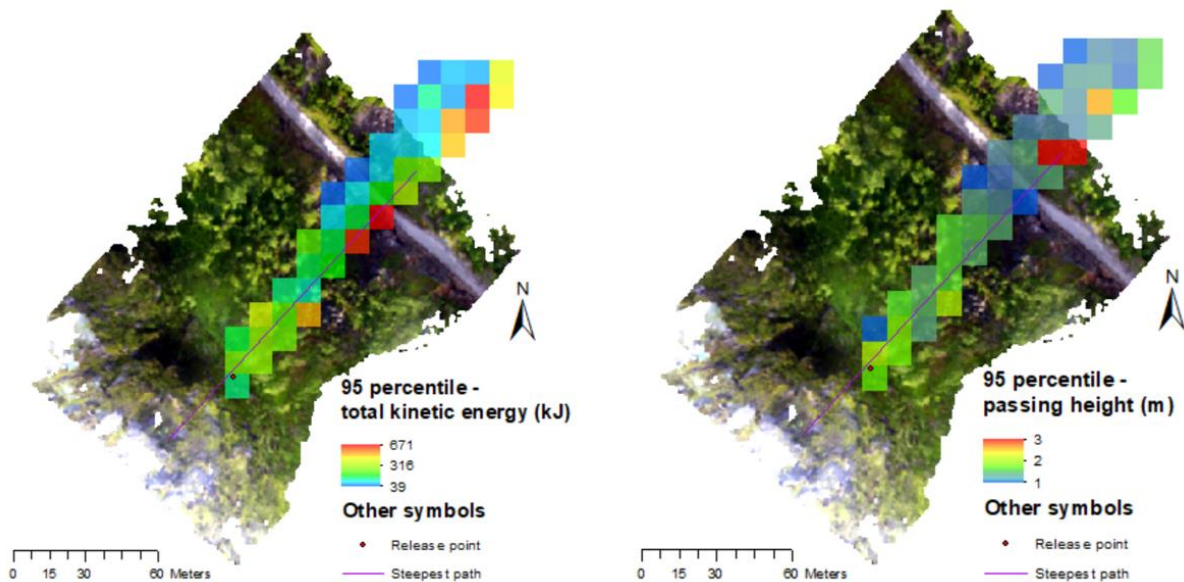 N
95 percentile -
total kinetic energy (kJ)
671
316
39
Other symbols
Release point
Steepest path
0 15 30 60 Meters
N
95 percentile -
passing height (m)
3
2
1
Other symbols
Release point
Steepest path
0 15 30 60 Meters